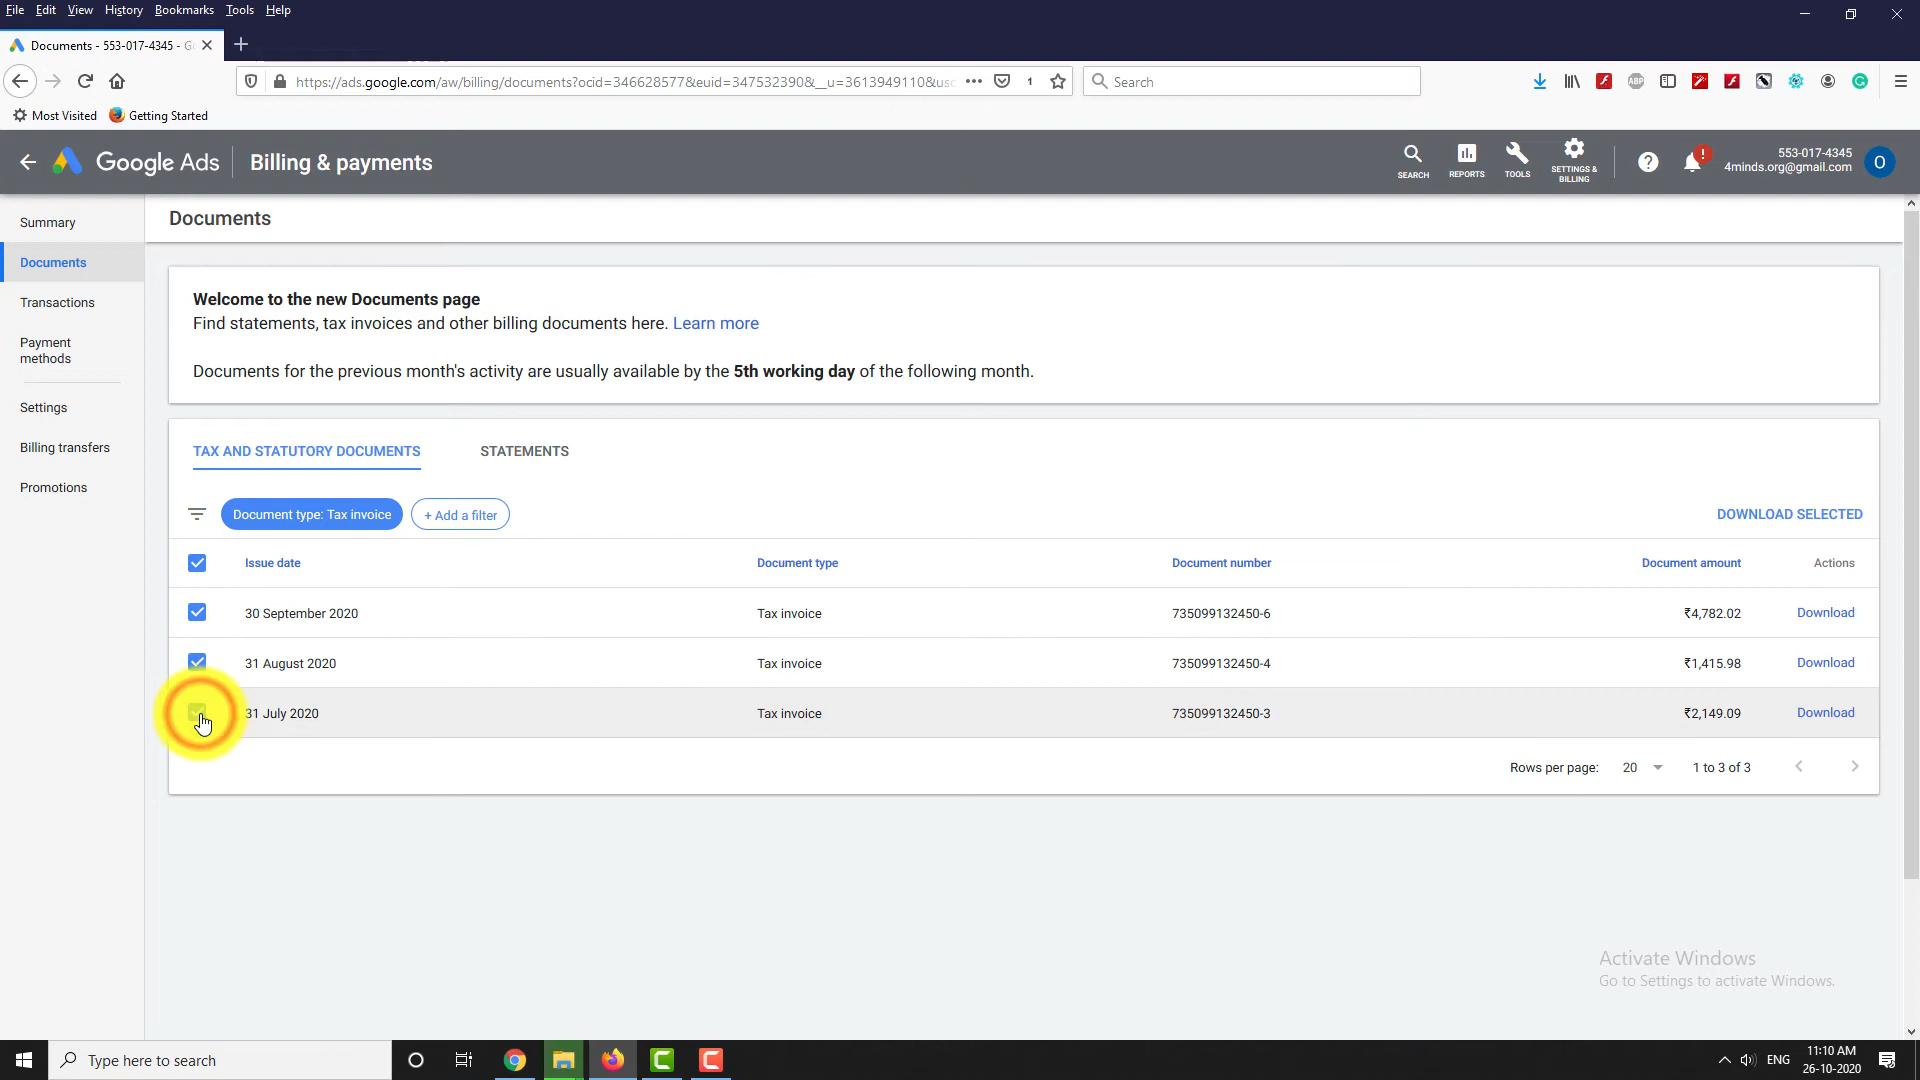 File Edit View History Bookmarks Tools Help
Documents - 553-017-4345 - Go
https://ads.google.com/aw/billing/documents?ocid=346628577&euid=347532390&__u=3613949110&usc
1
Search
ABP
Most Visited Getting Started
Google Ads Billing & payments
SEARCH REPORTS TOOLS SETTINGS & BILLING
? ! 553-017-4345
4minds.org@gmail.com
O
Summary
Documents
Transactions
Payment
methods
Settings
Billing transfers
Promotions
Documents
Welcome to the new Documents page
Find statements, tax invoices and other billing documents here. Learn more
Documents for the previous month's activity are usually available by the 5th working day of the following month.
TAX AND STATUTORY DOCUMENTS STATEMENTS
Document type: Tax invoice + Add a filter DOWNLOAD SELECTED
Issue date Document type Document number Document amount Actions
30 September 2020 Tax invoice 735099132450-6 ₹4,782.02 Download
31 August 2020 Tax invoice 735099132450-4 ₹1,415.98 Download
31 July 2020 Tax invoice 735099132450-3 ₹2,149.09 Download
Rows per page: 20 1 to 3 of 3
Activate Windows
Go to Settings to activate Windows.
Type here to search
ENG
11:10 AM
26-10-2020